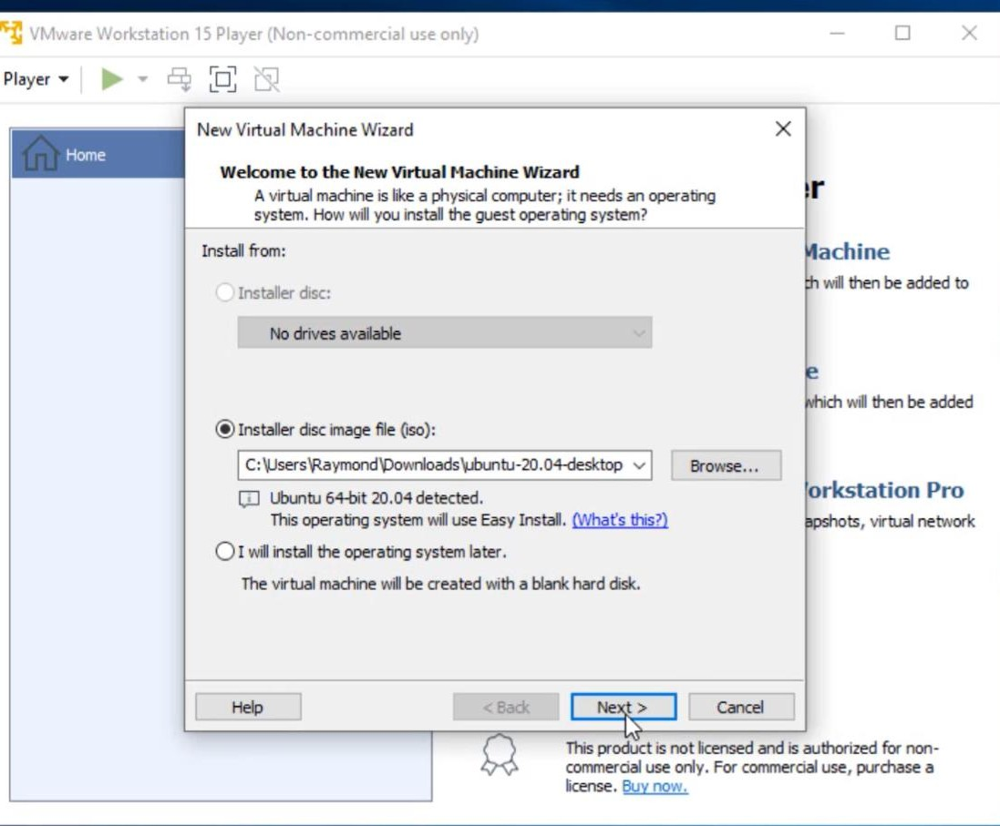 VMware Workstation 15 Player (Non-commercial use only)
Player
Home
New Virtual Machine Wizard
Welcome to the New Virtual Machine Wizard
A virtual machine is like a physical computer; it needs an operating
system. How will you install the guest operating system?
Install from:
Installer disc:
No drives available
Installer disc image file (iso):
C:\Users\Raymond\Downloads\ubuntu-20.04-desktop
Browse...
Ubuntu 64-bit 20.04 detected.
This operating system will use Easy Install. (What's this?)
I will install the operating system later.
The virtual machine will be created with a blank hard disk.
Help
< Back
Next >
Cancel
er
Machine
ch will then be added to
e
which will then be added
Workstation Pro
apshots, virtual network
This product is not licensed and is authorized for non-
commercial use only. For commercial use, purchase a
license. Buy now.